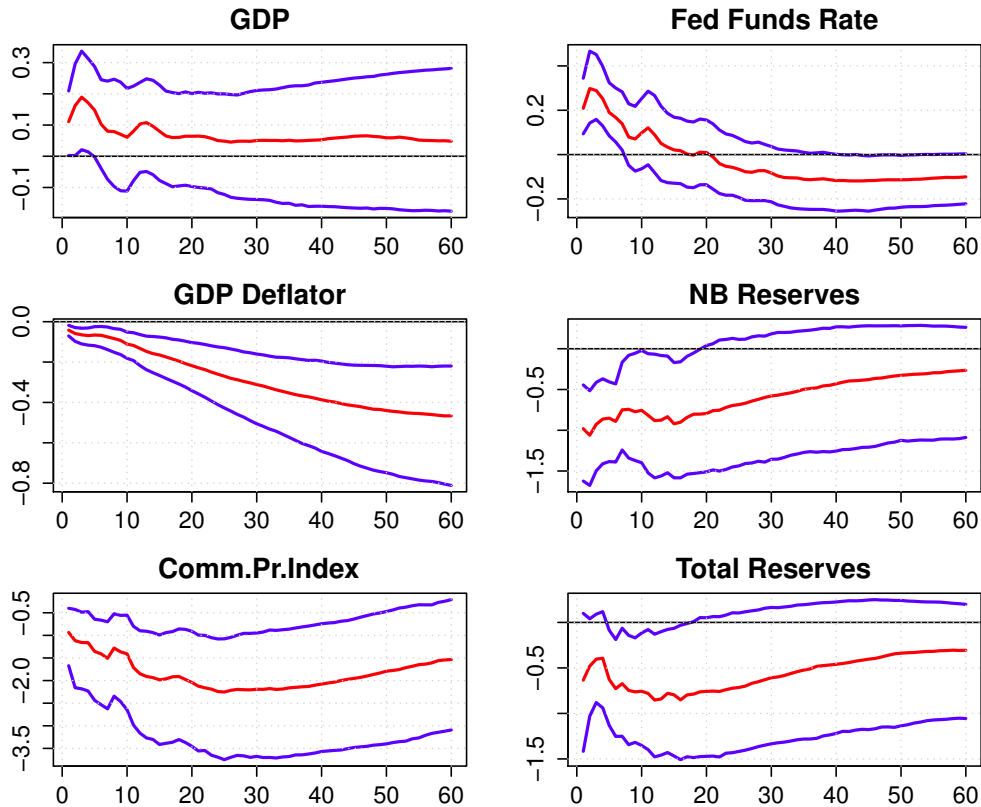 GDP
0.3
0.1
−0.1
0 10 20 30 40 50 60
Fed Funds Rate
0.2
−0.2
0 10 20 30 40 50 60
GDP Deflator
0.0
−0.4
−0.8
0 10 20 30 40 50 60
NB Reserves
−0.5
−1.5
0 10 20 30 40 50 60
Comm.Pr.Index
−0.5
−2.0
−3.5
0 10 20 30 40 50 60
Total Reserves
−0.5
−1.5
0 10 20 30 40 50 60